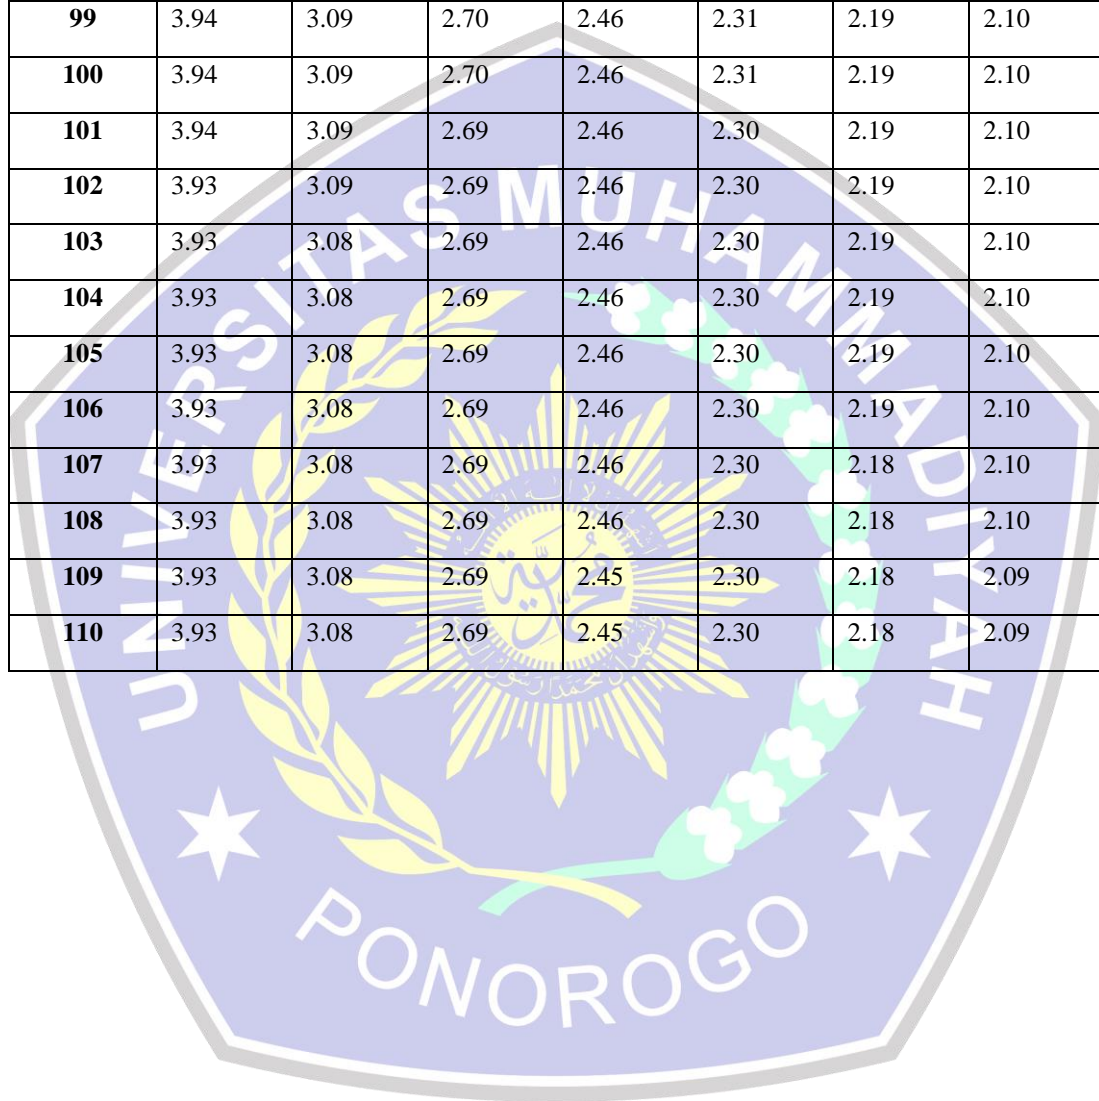 99 3.94 3.09 2.70 2.46 2.31 2.19 2.10
100 3.94 3.09 2.70 2.46 2.31 2.19 2.10
101 3.94 3.09 2.69 2.46 2.30 2.19 2.10
102 3.93 3.09 2.69 2.46 2.30 2.19 2.10
103 3.93 3.08 2.69 2.46 2.30 2.19 2.10
104 3.93 3.08 2.69 2.46 2.30 2.19 2.10
105 3.93 3.08 2.69 2.46 2.30 2.19 2.10
106 3.93 3.08 2.69 2.46 2.30 2.19 2.10
107 3.93 3.08 2.69 2.46 2.30 2.18 2.10
108 3.93 3.08 2.69 2.46 2.30 2.18 2.10
109 3.93 3.08 2.69 2.45 2.30 2.18 2.09
110 3.93 3.08 2.69 2.45 2.30 2.18 2.09
UNIVERSITAS MUHAMMADIYAH
محمدية
PONOROGO